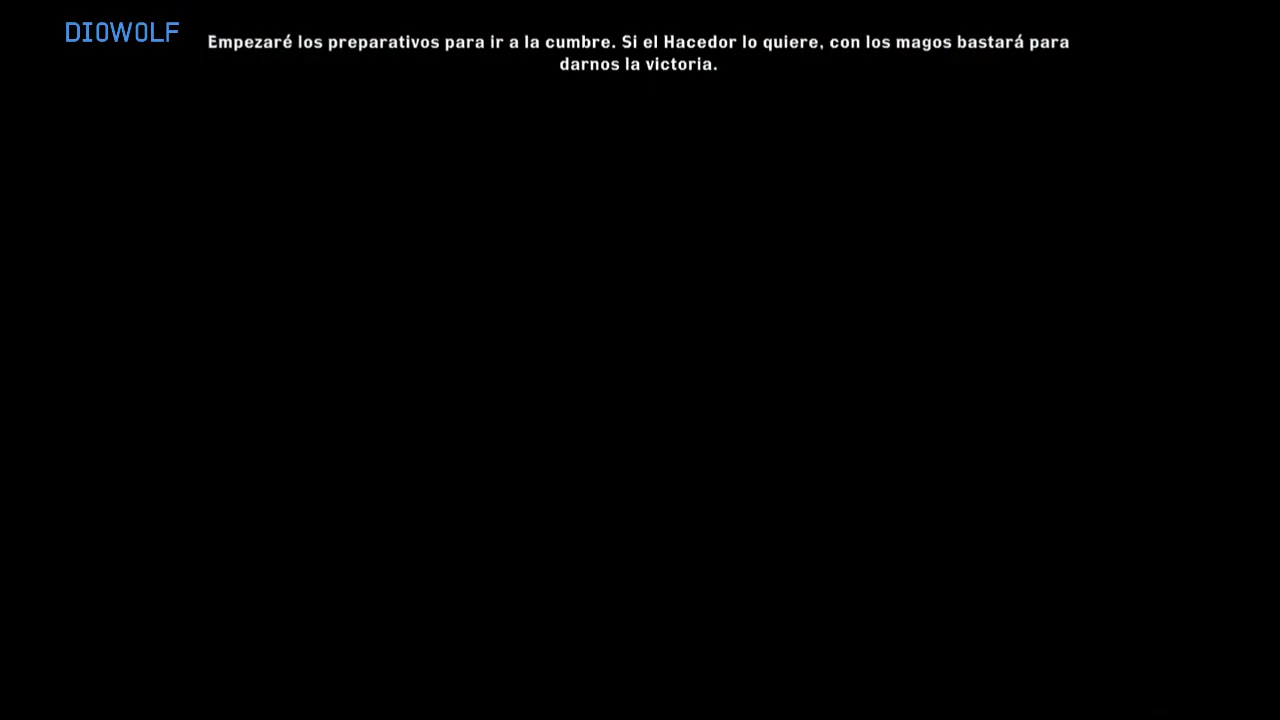 DIOWOLF
Empezaré los preparativos para ir a la cumbre. Si el Hacedor lo quiere, con los magos bastará para
darnos la victoria.